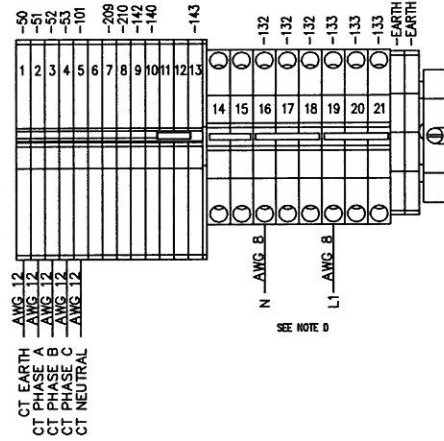 -50
-51
-52
-53
-101
-209
-210
-142
-140
-143
-132
-132
-132
-133
-133
-133
-EARTH
-EARTH
1 2 3 4 5 6 7 8 9 10 11 12 13
14 15 16 17 18 19 20 21
CT EARTH AWG 12
CT PHASE A AWG 12
CT PHASE B AWG 12
CT PHASE C AWG 12
CT NEUTRAL AWG 12
N AWG 8
L1 AWG 8
SEE NOTE D